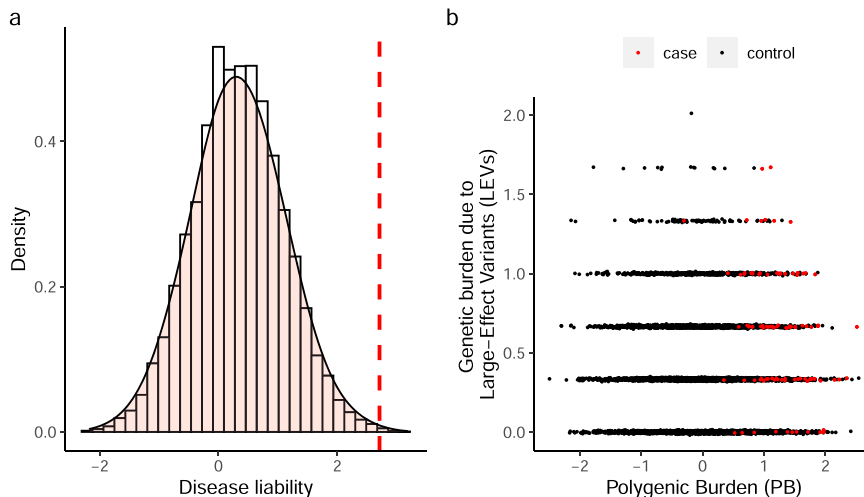 a
Density
0.4
0.2
0.0
−2
0
2
Disease liability
b
case
control
Genetic burden due to
Large−Effect Variants (LEVs)
2.0
1.5
1.0
0.5
0.0
−2
−1
0
1
2
Polygenic Burden (PB)